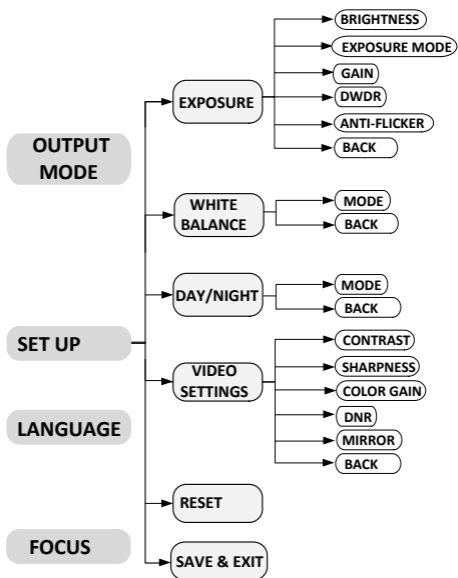 OUTPUT
MODE
SET UP
LANGUAGE
FOCUS
EXPOSURE
BRIGHTNESS
EXPOSURE MODE
GAIN
DWDR
ANTI-FLICKER
BACK
WHITE
BALANCE
MODE
BACK
DAY/NIGHT
MODE
BACK
VIDEO
SETTINGS
CONTRAST
SHARPNESS
COLOR GAIN
DNR
MIRROR
BACK
RESET
SAVE & EXIT